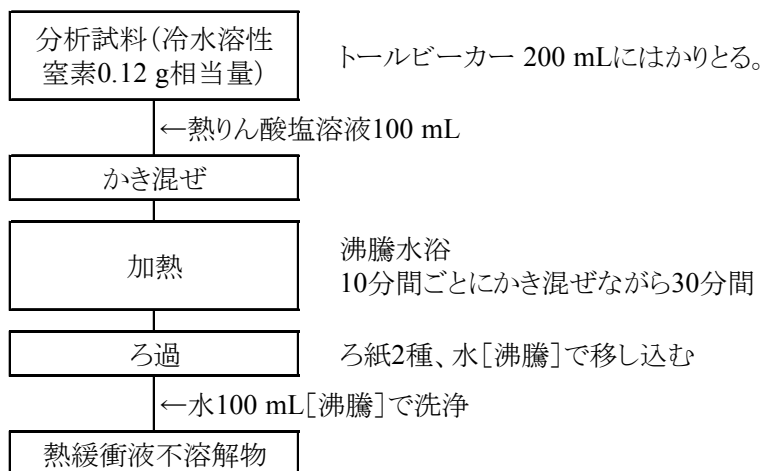 分析試料(冷水溶性
窒素0.12 g相当量)
トールビーカー 200 mLにはかりとる。
←熱りん酸塩溶液100 mL
かき混ぜ
加熱
沸騰水浴
10分間ごとにかき混ぜながら30分間
ろ過
ろ紙2種、水[沸騰]で移し込む
←水100 mL[沸騰]で洗浄
熱緩衝液不溶解物